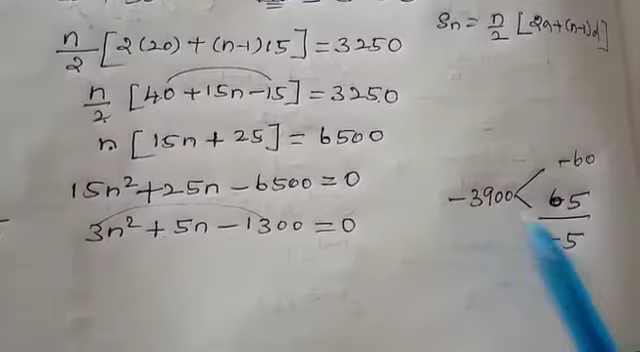 Sn = n/2 [2a+(n-1)d]
n/2 [2(20) + (n-1)15] = 3250
n/2 [40 + 15n - 15] = 3250
n [15n + 25] = 6500
15n² + 25n - 6500 = 0
3n² + 5n - 1300 = 0
-60
-3900 < 65
-5